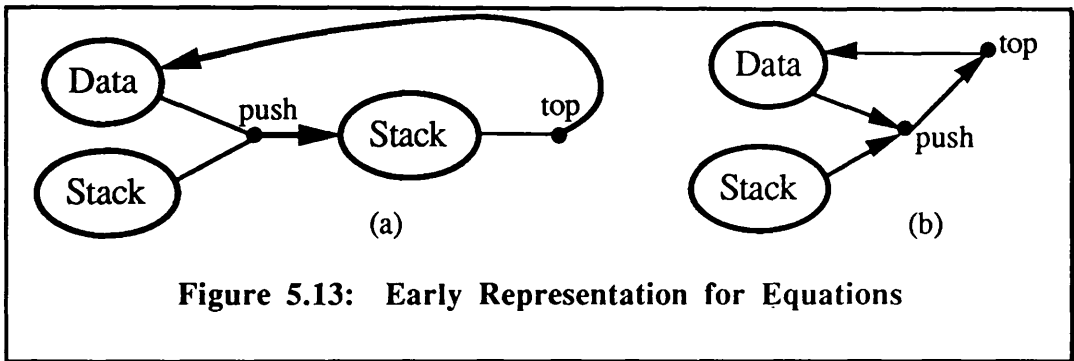 Data
push
Stack
Stack
top
(a)
Data
top
push
Stack
(b)
Figure 5.13: Early Representation for Equations